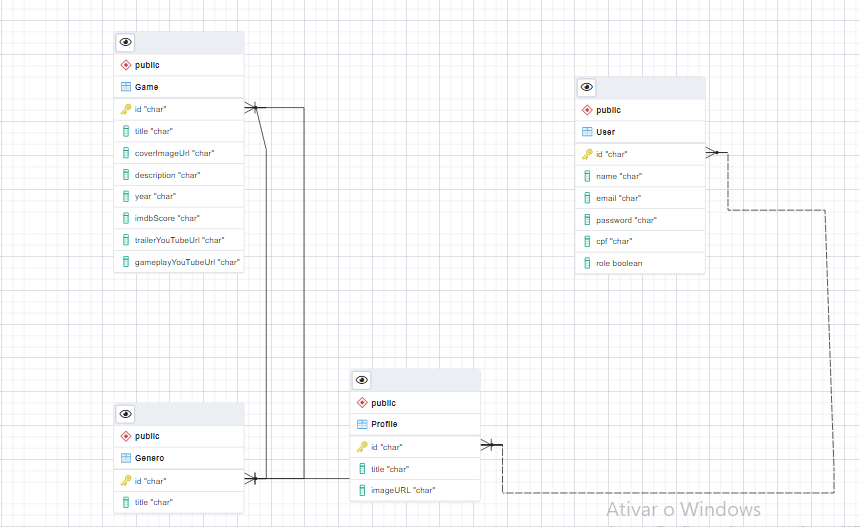 public
Game
id "char"
title "char"
coverImageUrl "char"
description "char"
year "char"
imdbScore "char"
trailerYouTubeUrl "char"
gameplayYouTubeUrl "char"
public
User
id "char"
name "char"
email "char"
password "char"
cpf "char"
role boolean
public
Genero
id "char"
title "char"
public
Profile
id "char"
title "char"
imageURL "char"
Ativar o Windows